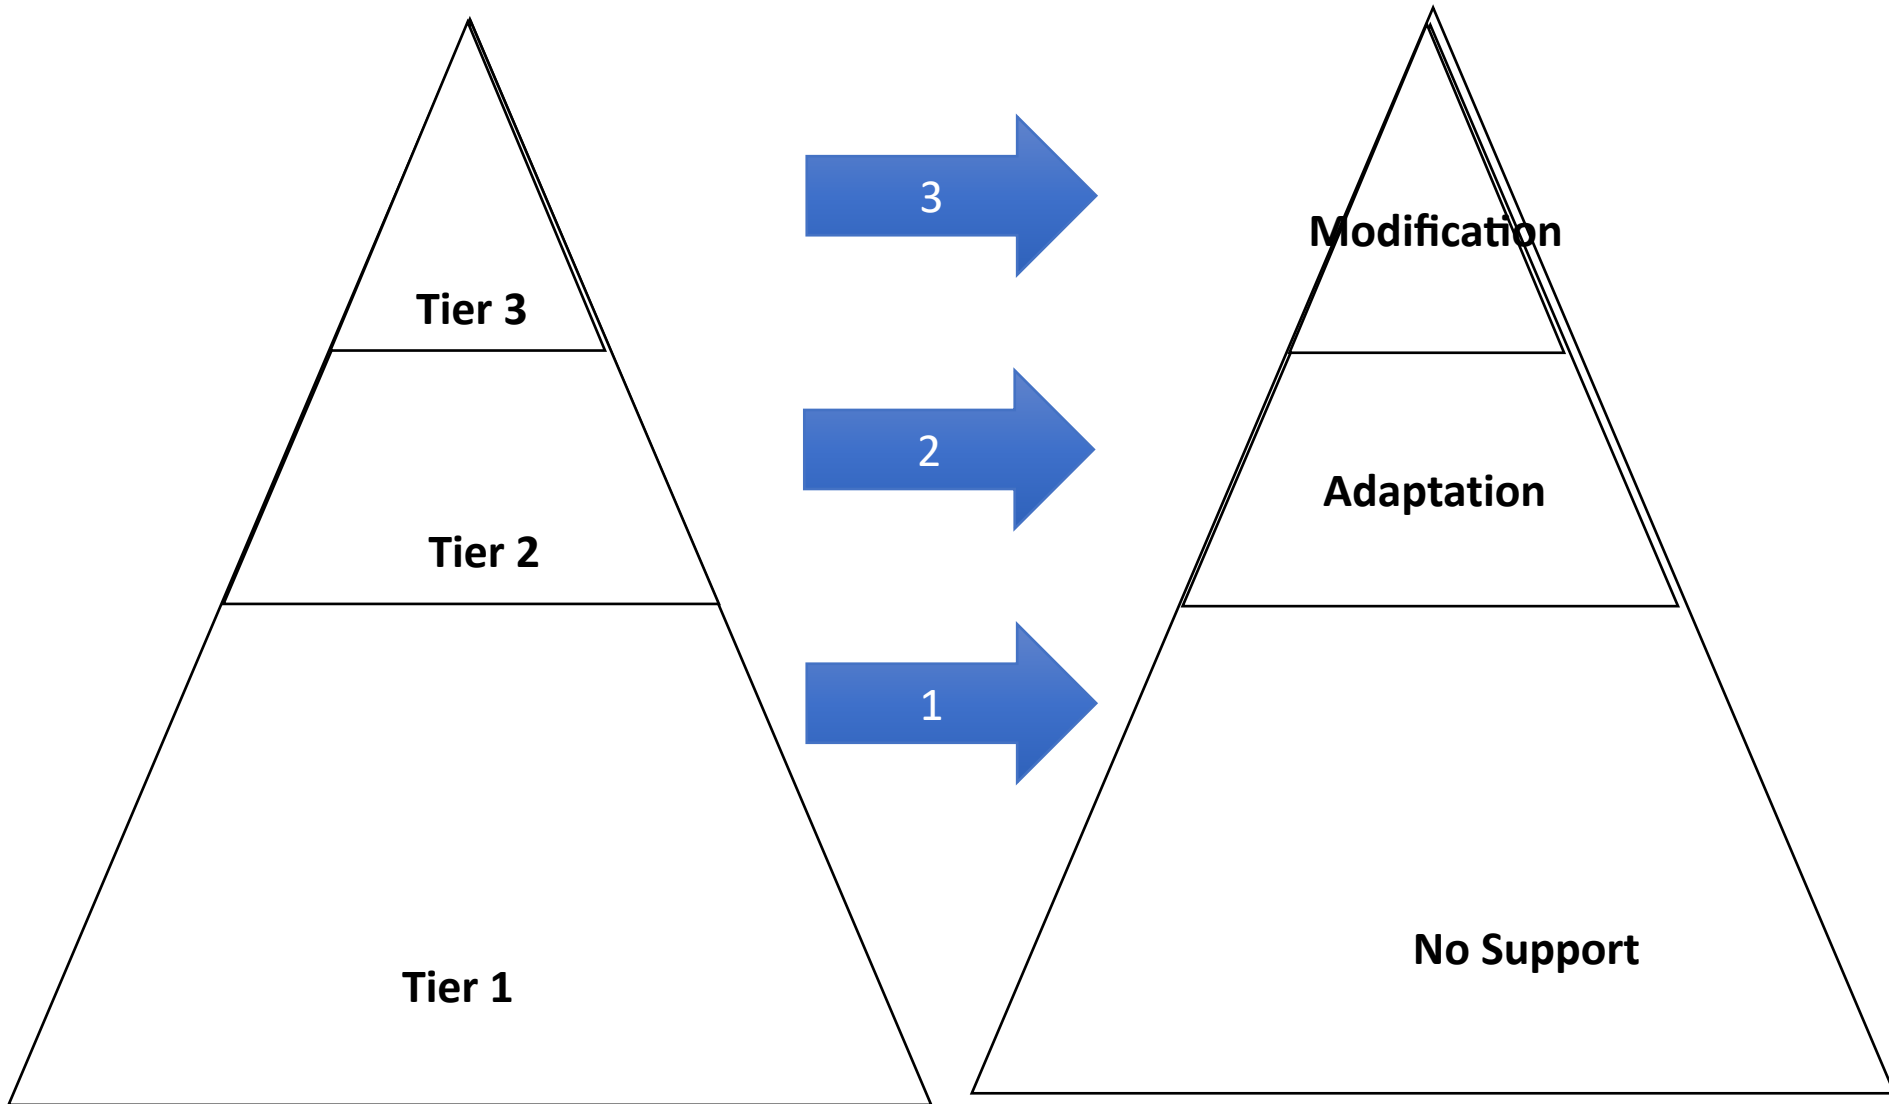 Tier 3
Tier 2
Tier 1
3
2
1
Modification
Adaptation
No Support